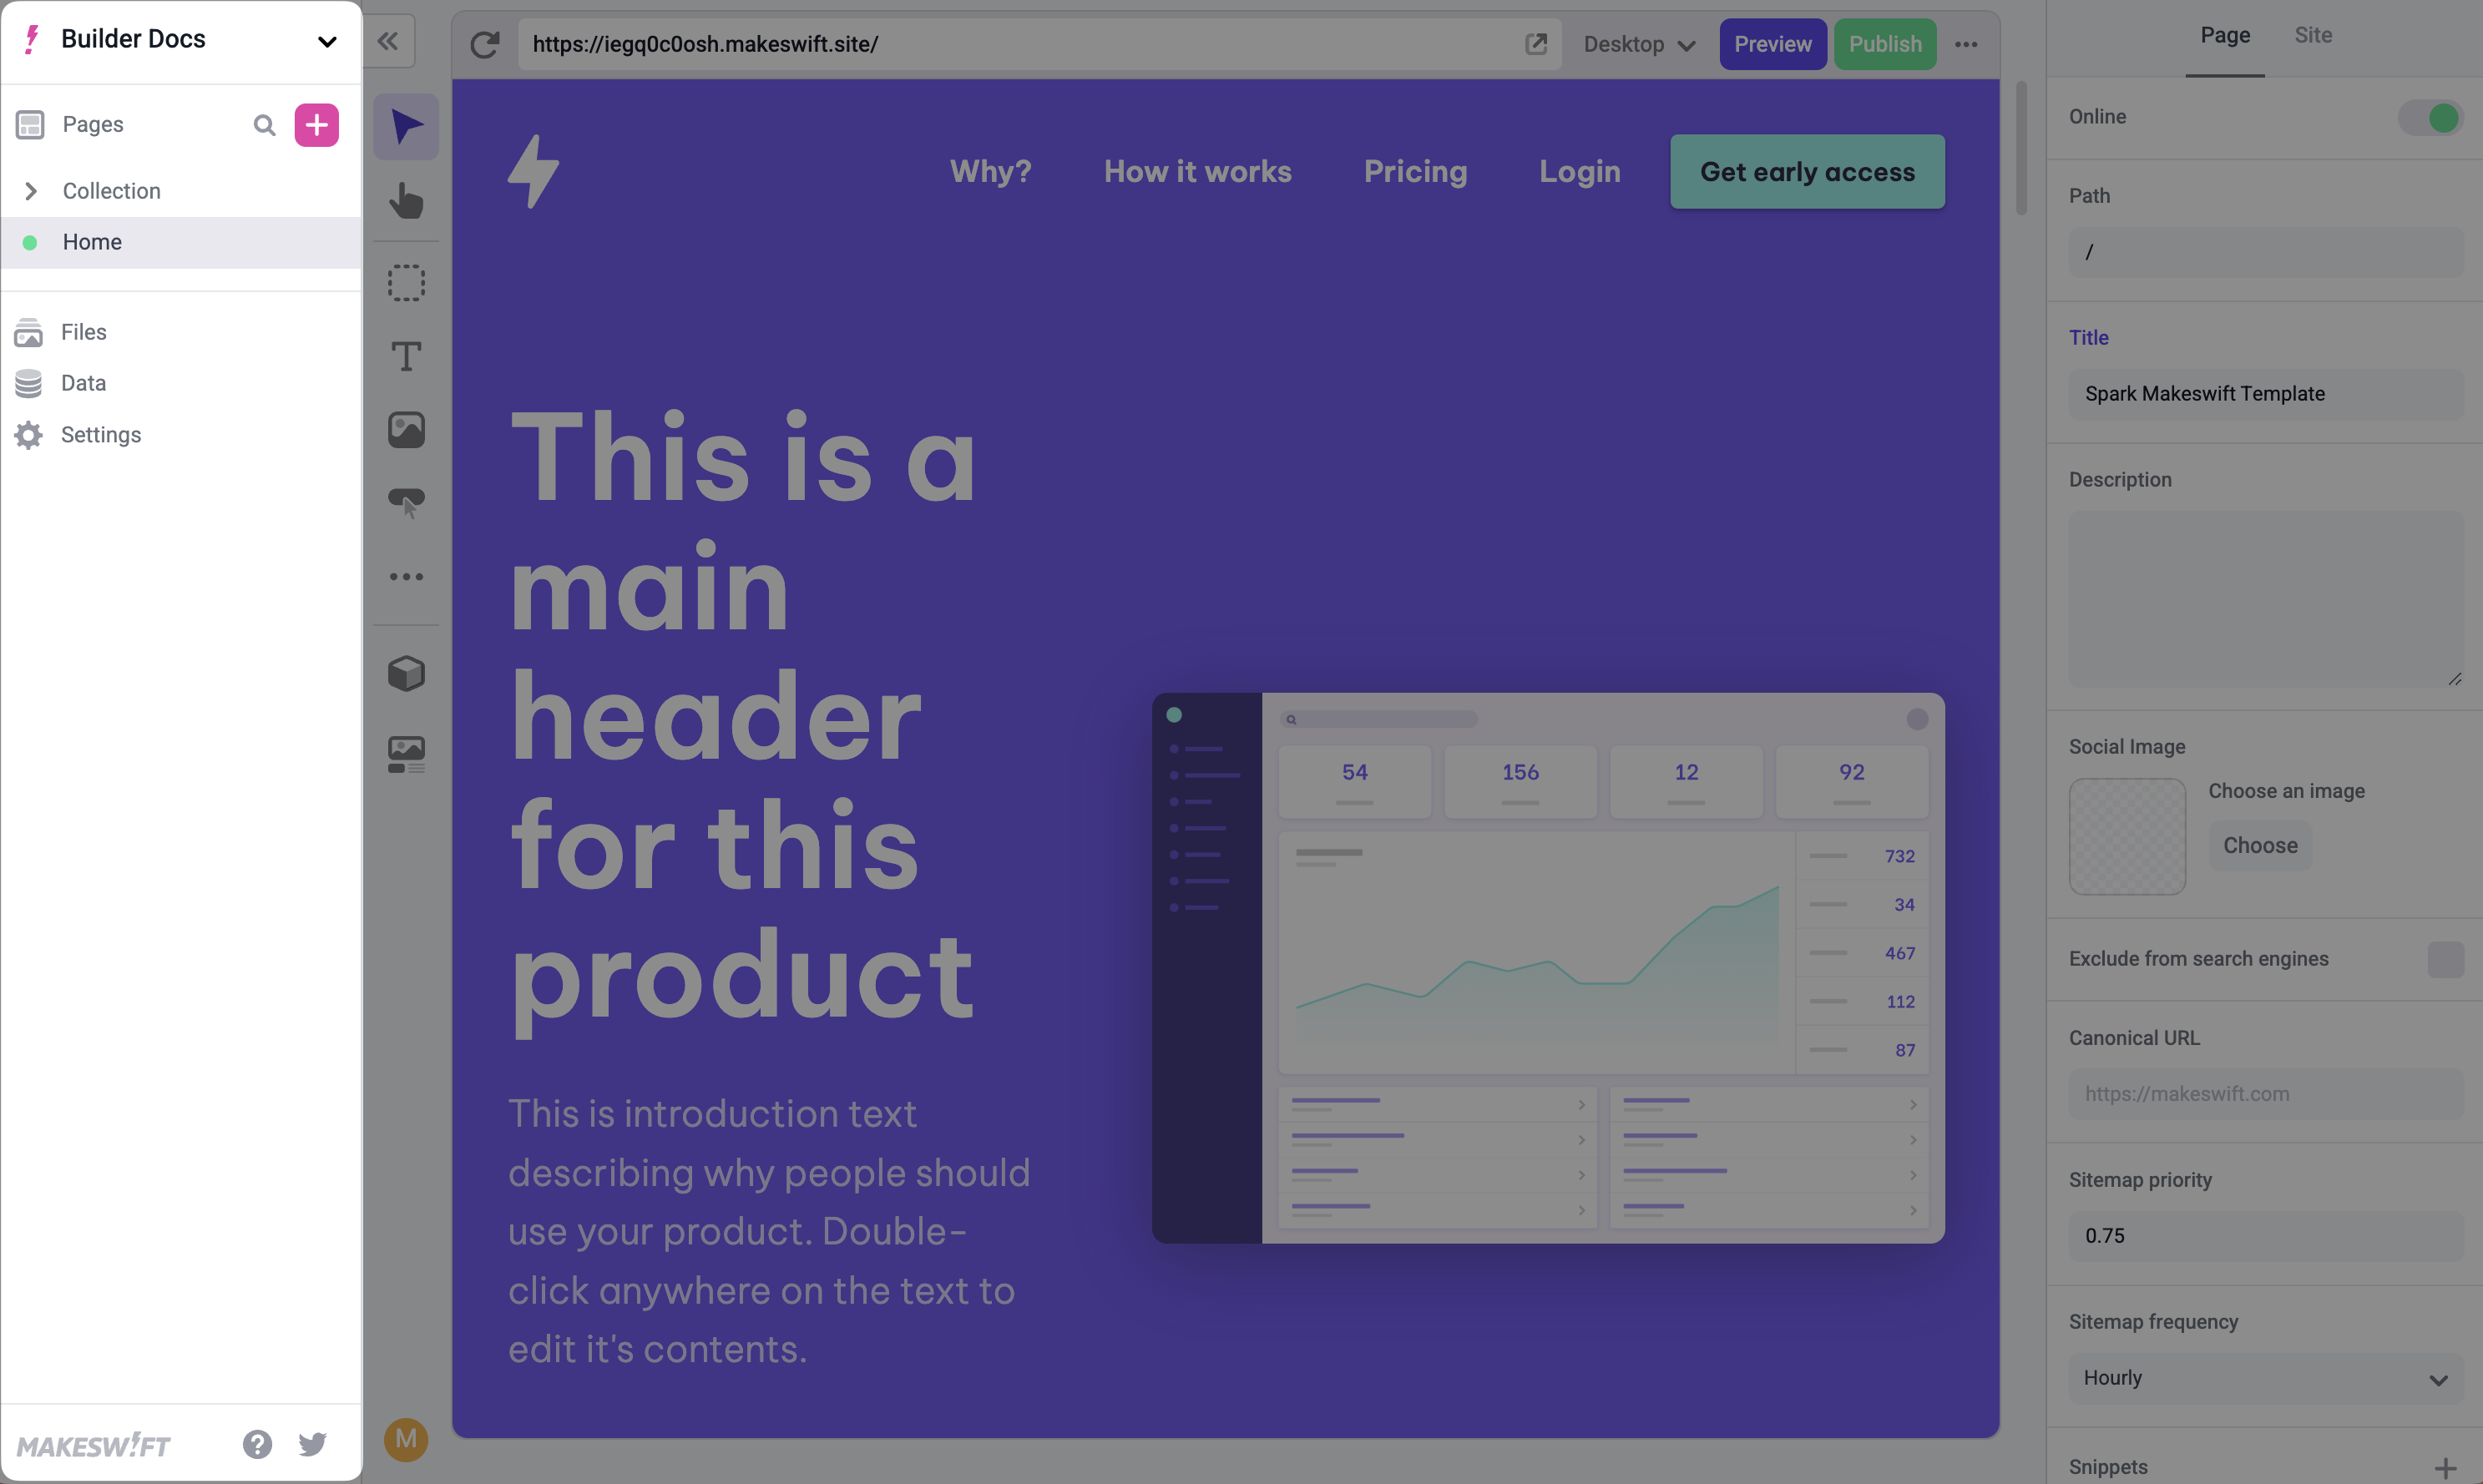 Builder Docs
Pages
Collection
Home
Files
Data
Settings
MAKESWIFT
M
https://iegq0c0osh.makeswift.site/
Desktop
Preview
Publish
Why?
How it works
Pricing
Login
Get early access
This is a
main
header
for this
product
This is introduction text
describing why people should
use your product. Double-
click anywhere on the text to
edit it's contents.
54
156
12
92
732
34
467
112
87
Page
Site
Online
Path
/
Title
Spark Makeswift Template
Description
Social Image
Choose an image
Choose
Exclude from search engines
Canonical URL
https://makeswift.com
Sitemap priority
0.75
Sitemap frequency
Hourly
Snippets